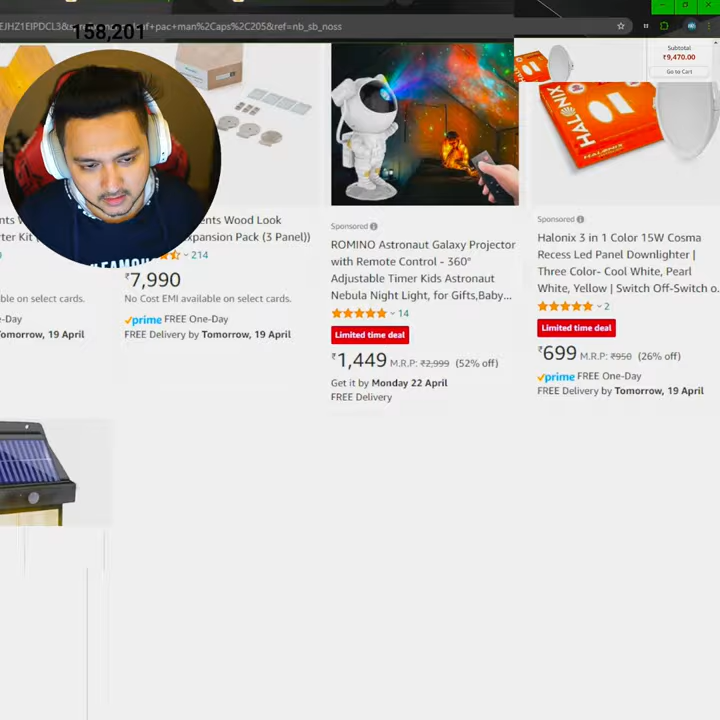 158,201
EJHZ1EIPDCL3&s
+pac+man%2Caps%2C205&ref=nb_sb_noss
Subtotal
₹9,470.00
Go to Cart
HALONIX
HALONIX
ents Wood Look
xpansion Pack (3 Panel))
214
₹7,990
No Cost EMI available on select cards.
prime FREE One-Day
FREE Delivery by Tomorrow, 19 April
ble on select cards.
e-Day
omorrow, 19 April
Sponsored
ROMINO Astronaut Galaxy Projector
with Remote Control - 360°
Adjustable Timer Kids Astronaut
Nebula Night Light, for Gifts,Baby...
14
Limited time deal
₹1,449 M.R.P: ₹2,999 (52% off)
Get it by Monday 22 April
FREE Delivery
Sponsored
Halonix 3 in 1 Color 15W Cosma
Recess Led Panel Downlighter |
Three Color- Cool White, Pearl
White, Yellow | Switch Off-Switch o.
2
Limited time deal
₹699 M.R.P: ₹950 (26% off)
prime FREE One-Day
FREE Delivery by Tomorrow, 19 April